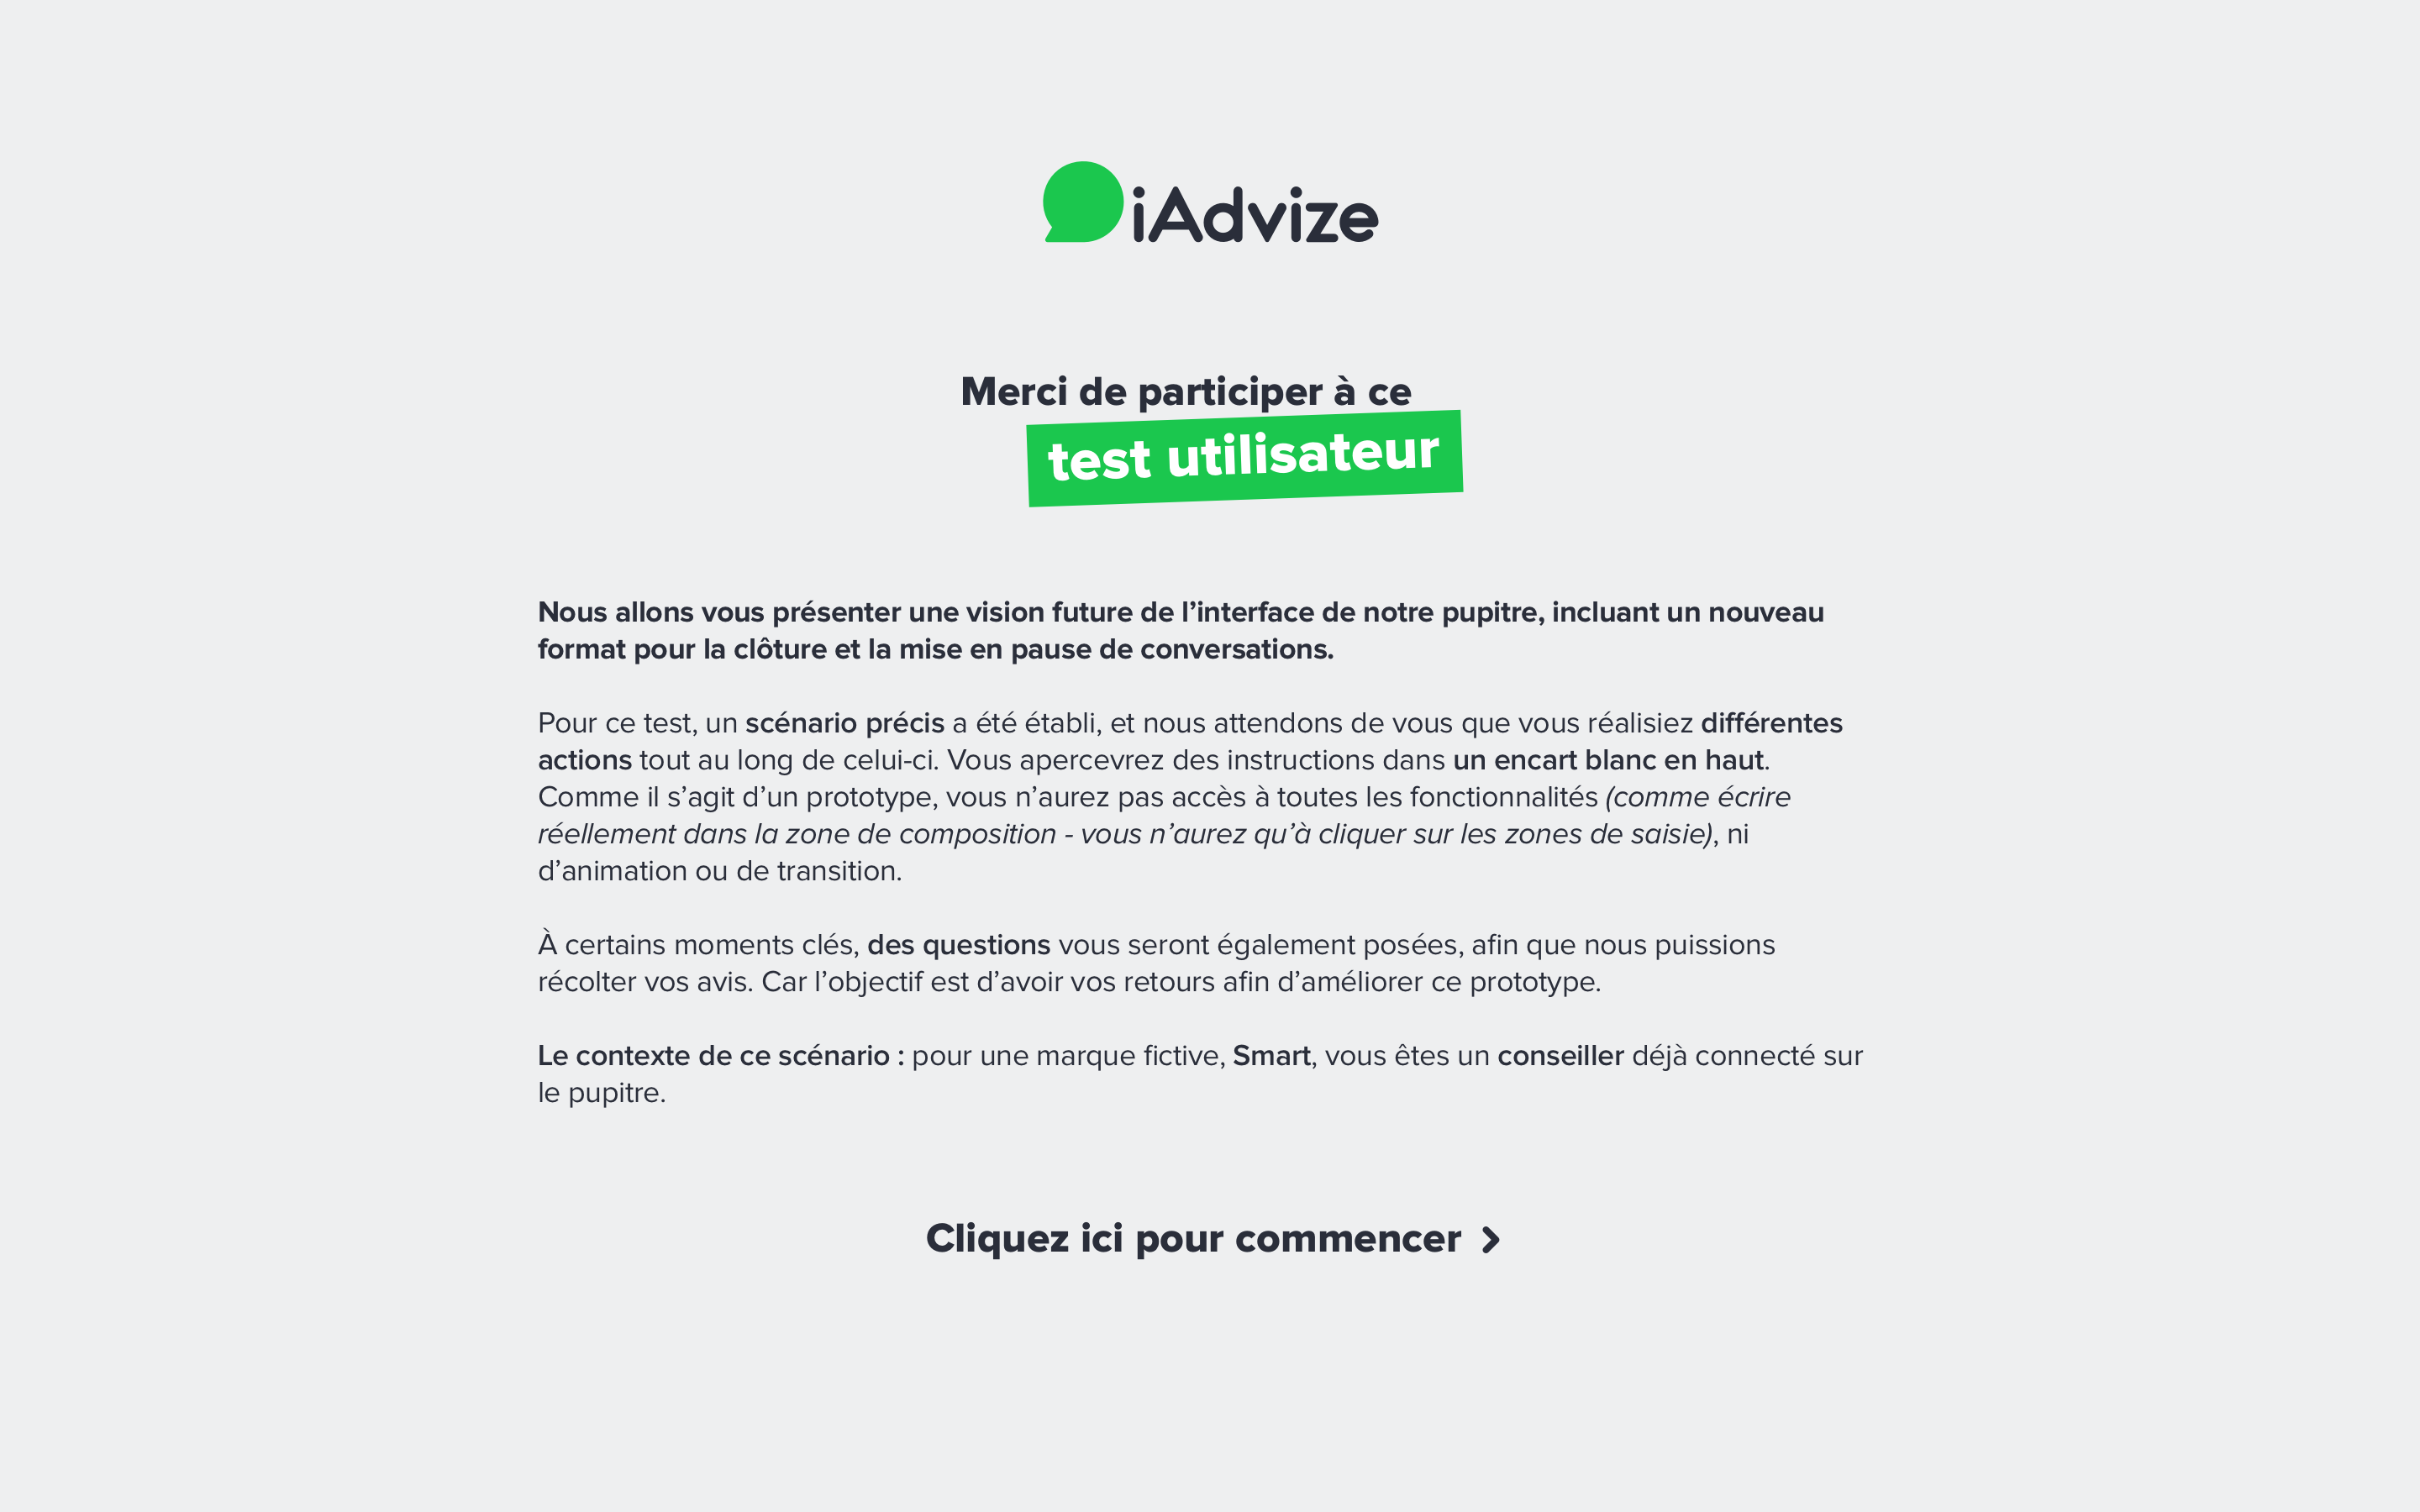 iAdvize
Merci de participer à ce
test utilisateur
Nous allons vous présenter une vision future de l’interface de notre pupitre, incluant un nouveau
format pour la clôture et la mise en pause de conversations.
Pour ce test, un scénario précis a été établi, et nous attendons de vous que vous réalisiez différentes
actions tout au long de celui-ci. Vous apercevrez des instructions dans un encart blanc en haut.
Comme il s’agit d’un prototype, vous n’aurez pas accès à toutes les fonctionnalités (comme écrire
réellement dans la zone de composition - vous n’aurez qu’à cliquer sur les zones de saisie), ni
d’animation ou de transition.
À certains moments clés, des questions vous seront également posées, afin que nous puissions
récolter vos avis. Car l’objectif est d’avoir vos retours afin d’améliorer ce prototype.
Le contexte de ce scénario : pour une marque fictive, Smart, vous êtes un conseiller déjà connecté sur
le pupitre.
Cliquez ici pour commencer